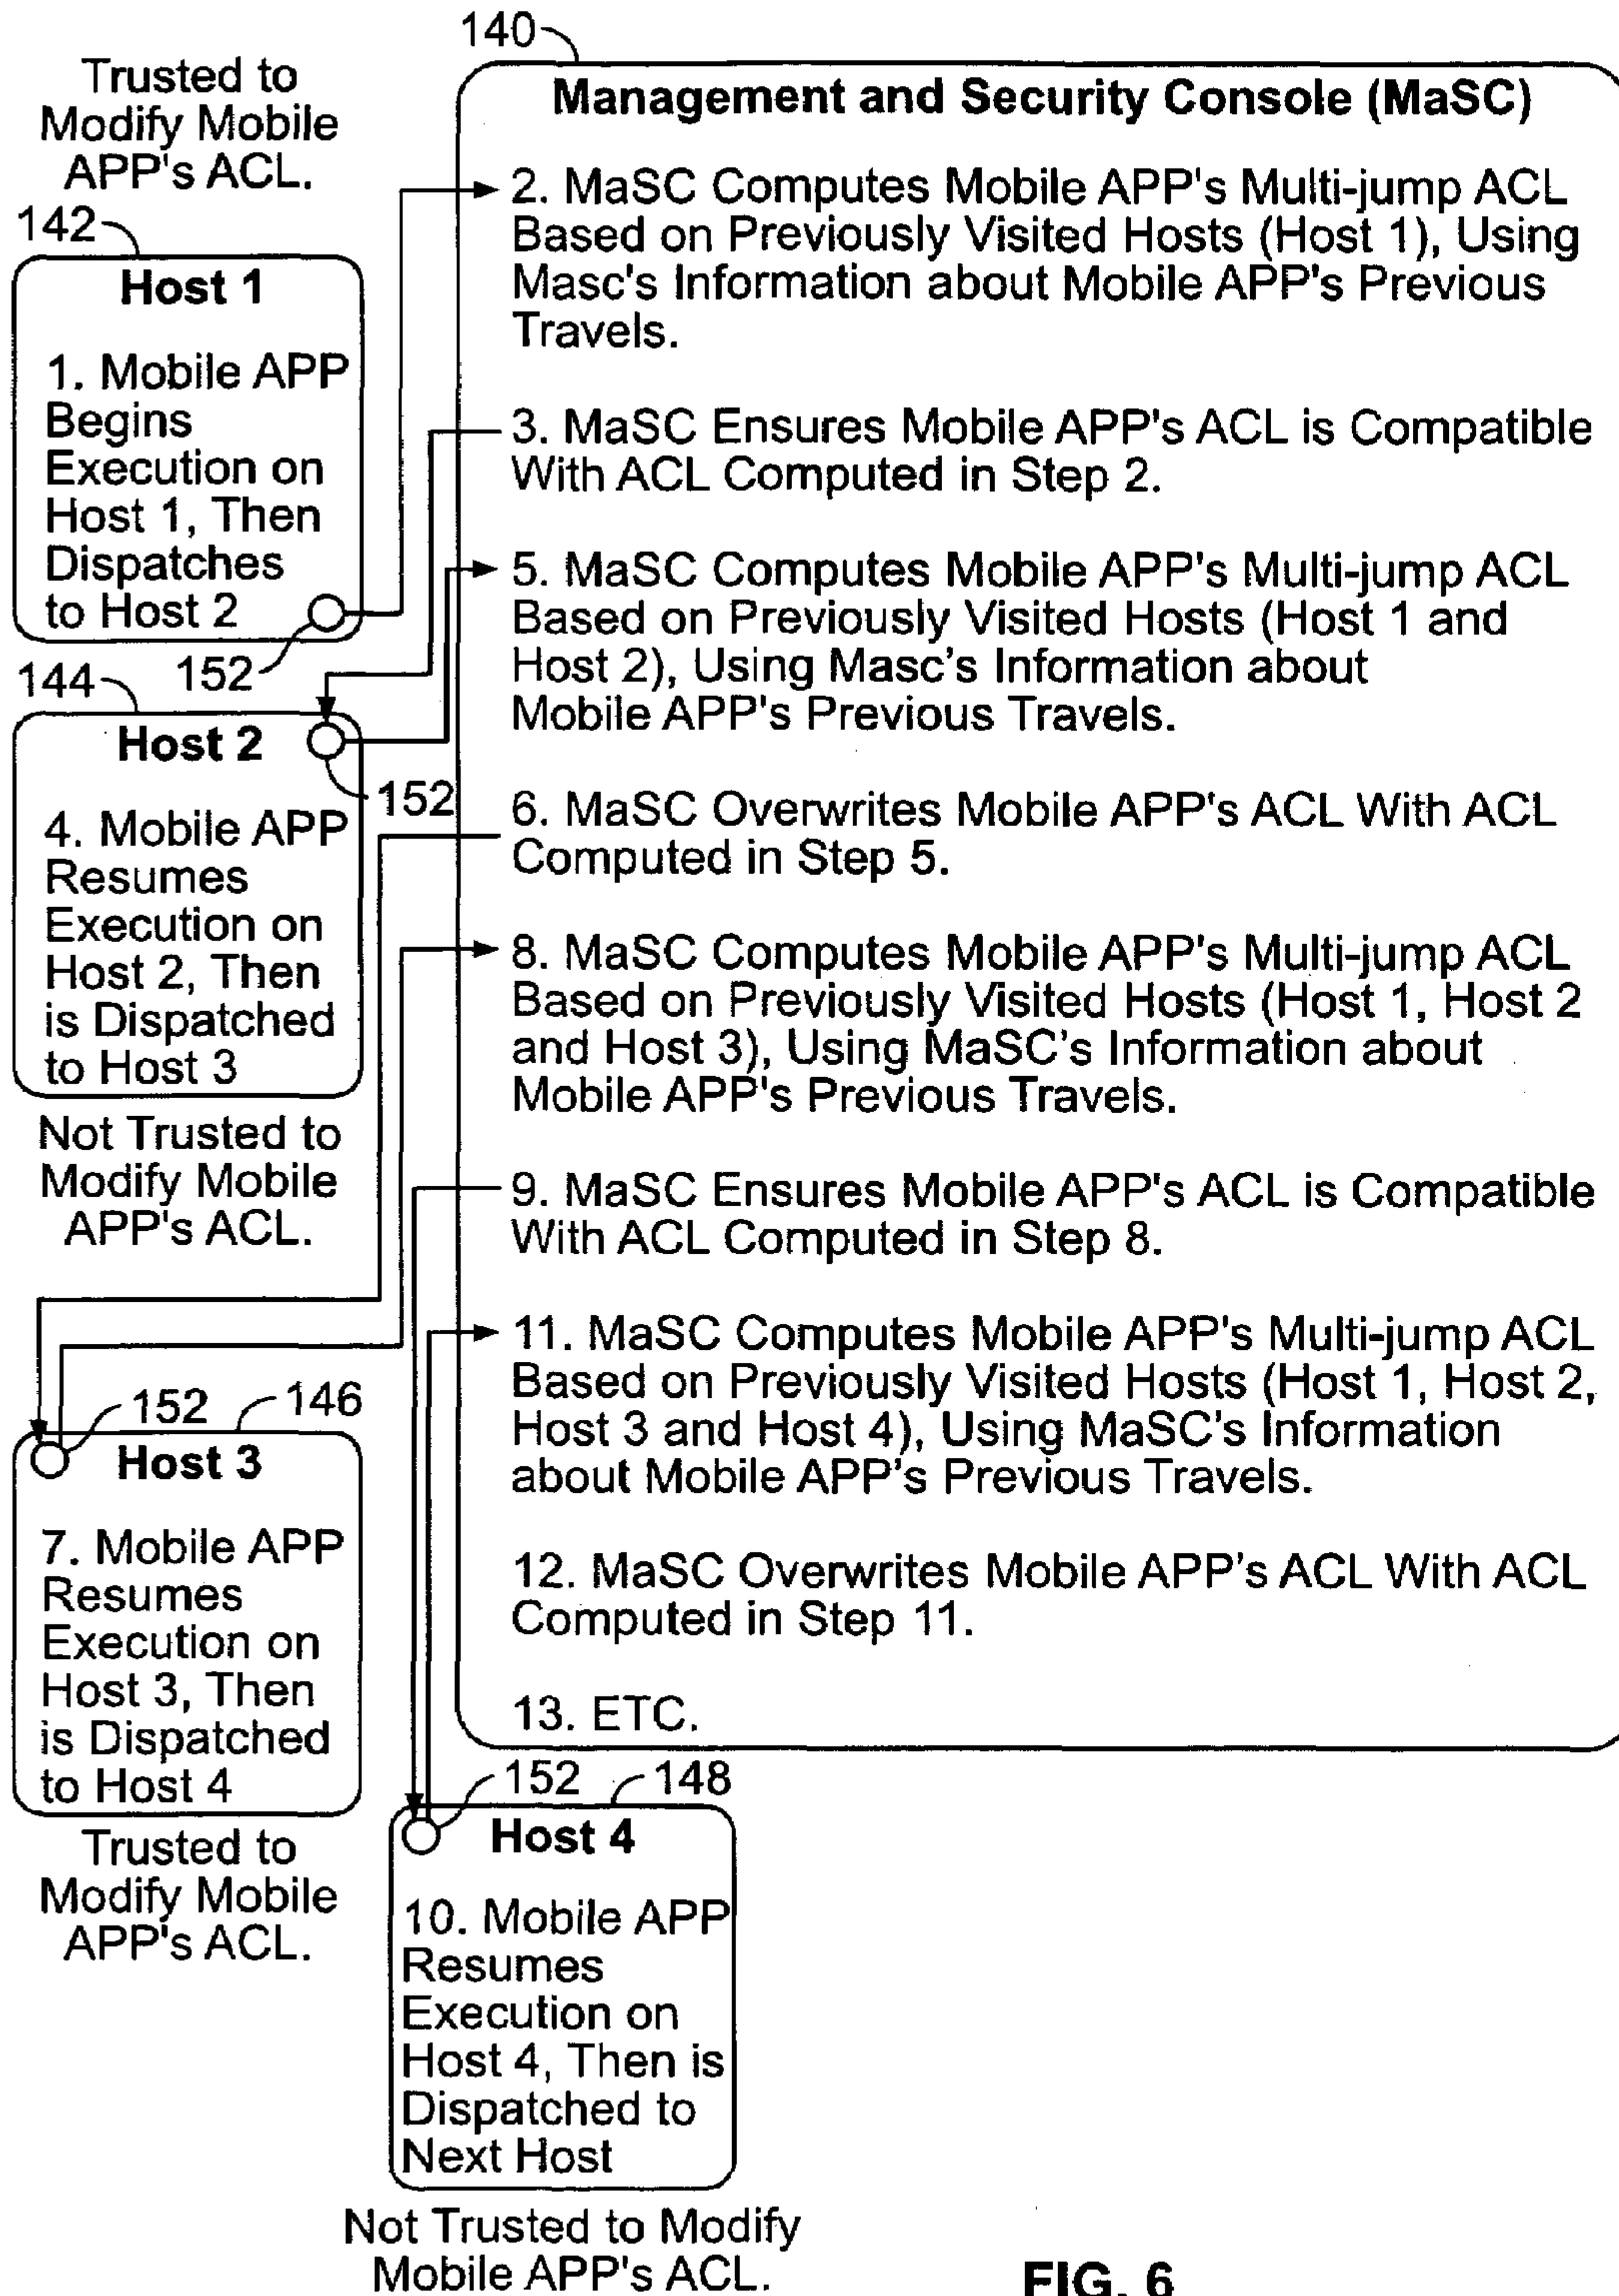 140
Management and Security Console (MaSC)
Trusted to
Modify Mobile
APP's ACL.
142
Host 1
1. Mobile APP
Begins
Execution on
Host 1, Then
Dispatches
to Host 2
152
2. MaSC Computes Mobile APP's Multi-jump ACL
Based on Previously Visited Hosts (Host 1), Using
Masc's Information about Mobile APP's Previous
Travels.
3. MaSC Ensures Mobile APP's ACL is Compatible
With ACL Computed in Step 2.
144
Host 2
152
4. Mobile APP
Resumes
Execution on
Host 2, Then
is Dispatched
to Host 3
Not Trusted to
Modify Mobile
APP's ACL.
5. MaSC Computes Mobile APP's Multi-jump ACL
Based on Previously Visited Hosts (Host 1 and
Host 2), Using Masc's Information about
Mobile APP's Previous Travels.
6. MaSC Overwrites Mobile APP's ACL With ACL
Computed in Step 5.
152
146
Host 3
7. Mobile APP
Resumes
Execution on
Host 3, Then
is Dispatched
to Host 4
Trusted to
Modify Mobile
APP's ACL.
8. MaSC Computes Mobile APP's Multi-jump ACL
Based on Previously Visited Hosts (Host 1, Host 2
and Host 3), Using MaSC's Information about
Mobile APP's Previous Travels.
9. MaSC Ensures Mobile APP's ACL is Compatible
With ACL Computed in Step 8.
152
148
Host 4
10. Mobile APP
Resumes
Execution on
Host 4, Then is
Dispatched to
Next Host
Not Trusted to Modify
Mobile APP's ACL.
11. MaSC Computes Mobile APP's Multi-jump ACL
Based on Previously Visited Hosts (Host 1, Host 2,
Host 3 and Host 4), Using MaSC's Information
about Mobile APP's Previous Travels.
12. MaSC Overwrites Mobile APP's ACL With ACL
Computed in Step 11.
13. ETC.
FIG. 6